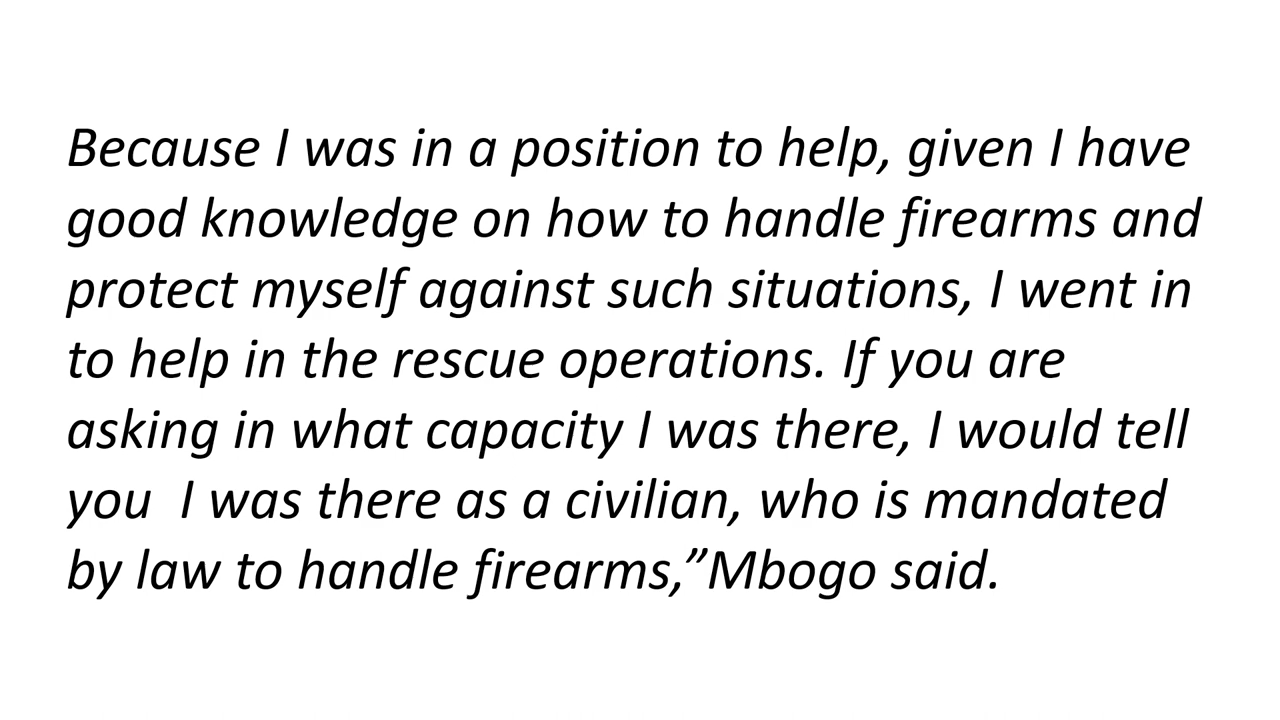 Because I was in a position to help, given I have
good knowledge on how to handle firearms and
protect myself against such situations, I went in
to help in the rescue operations. If you are
asking in what capacity I was there, I would tell
you  I was there as a civilian, who is mandated
by law to handle firearms,”Mbogo said.